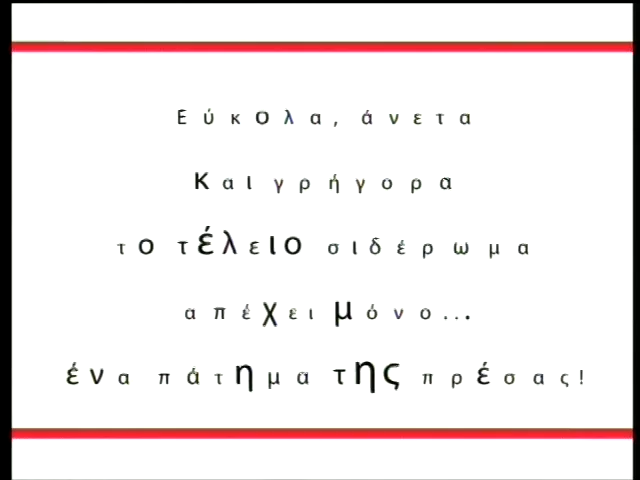 Εύκολα, άνετα
Και γρήγορα
το τέλειο σιδέρωμα
απέχει μόνο...
ένα πάτημα της πρέσας!